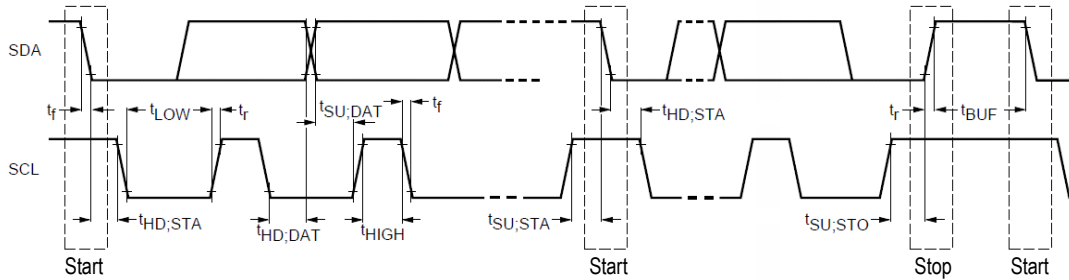 SDA
tf
tLOW
tr
tSU;DAT
tf
tHD;STA
tr
tBUF
SCL
tHD;STA
tHD;DAT
tHIGH
tSU;STA
tSU;STO
Start
Start
Stop
Start